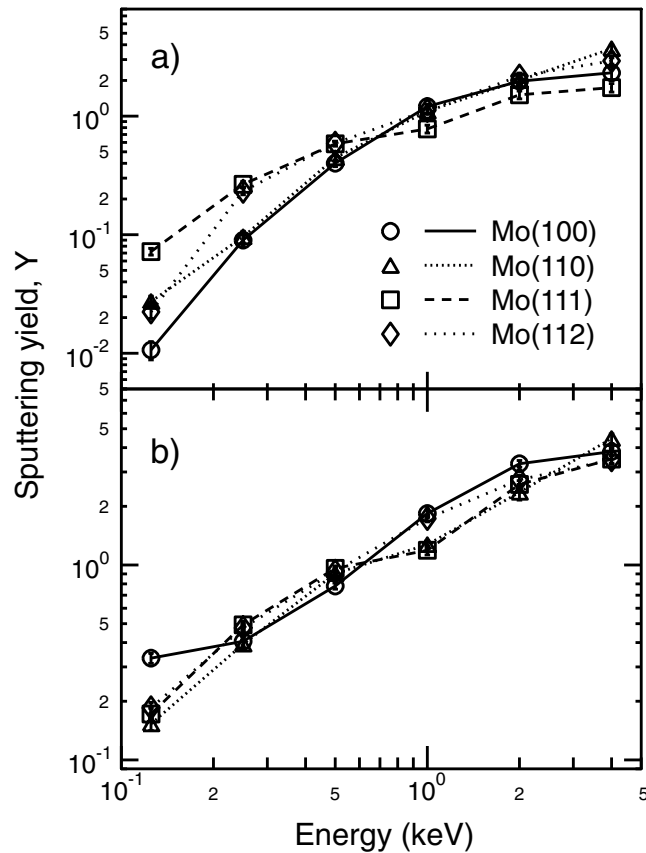 5
a)
2
10⁰
5
2
10⁻¹
5
2
10⁻²
5
Mo(100)
Mo(110)
Mo(111)
Mo(112)
Sputtering yield, Y
b)
5
2
10⁰
5
2
10⁻¹
10⁻¹ 2 5 10⁰ 2 5
Energy (keV)